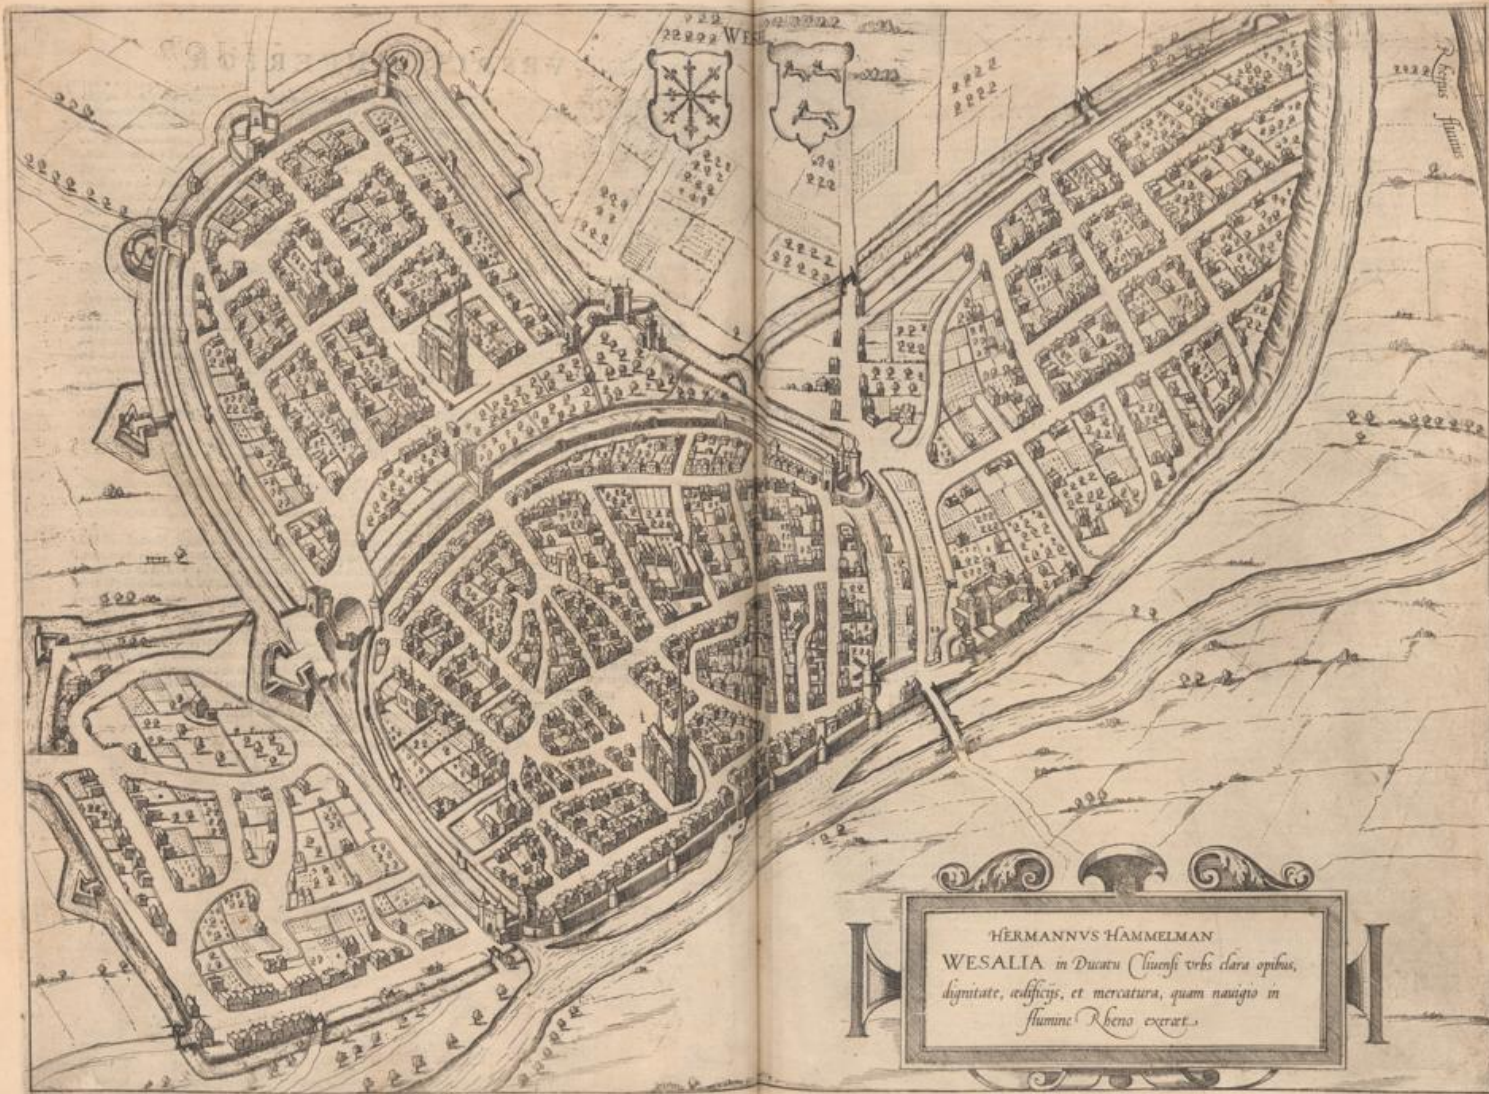 WESE
Rhenus fluuius
HERMANNVS HAMMELMAN
WESALIA in Ducatu Cliuensi vrbs clara opibus,
dignitate, ædificijs, et mercatura, quam nauigio in
flumine Rheno exercet.